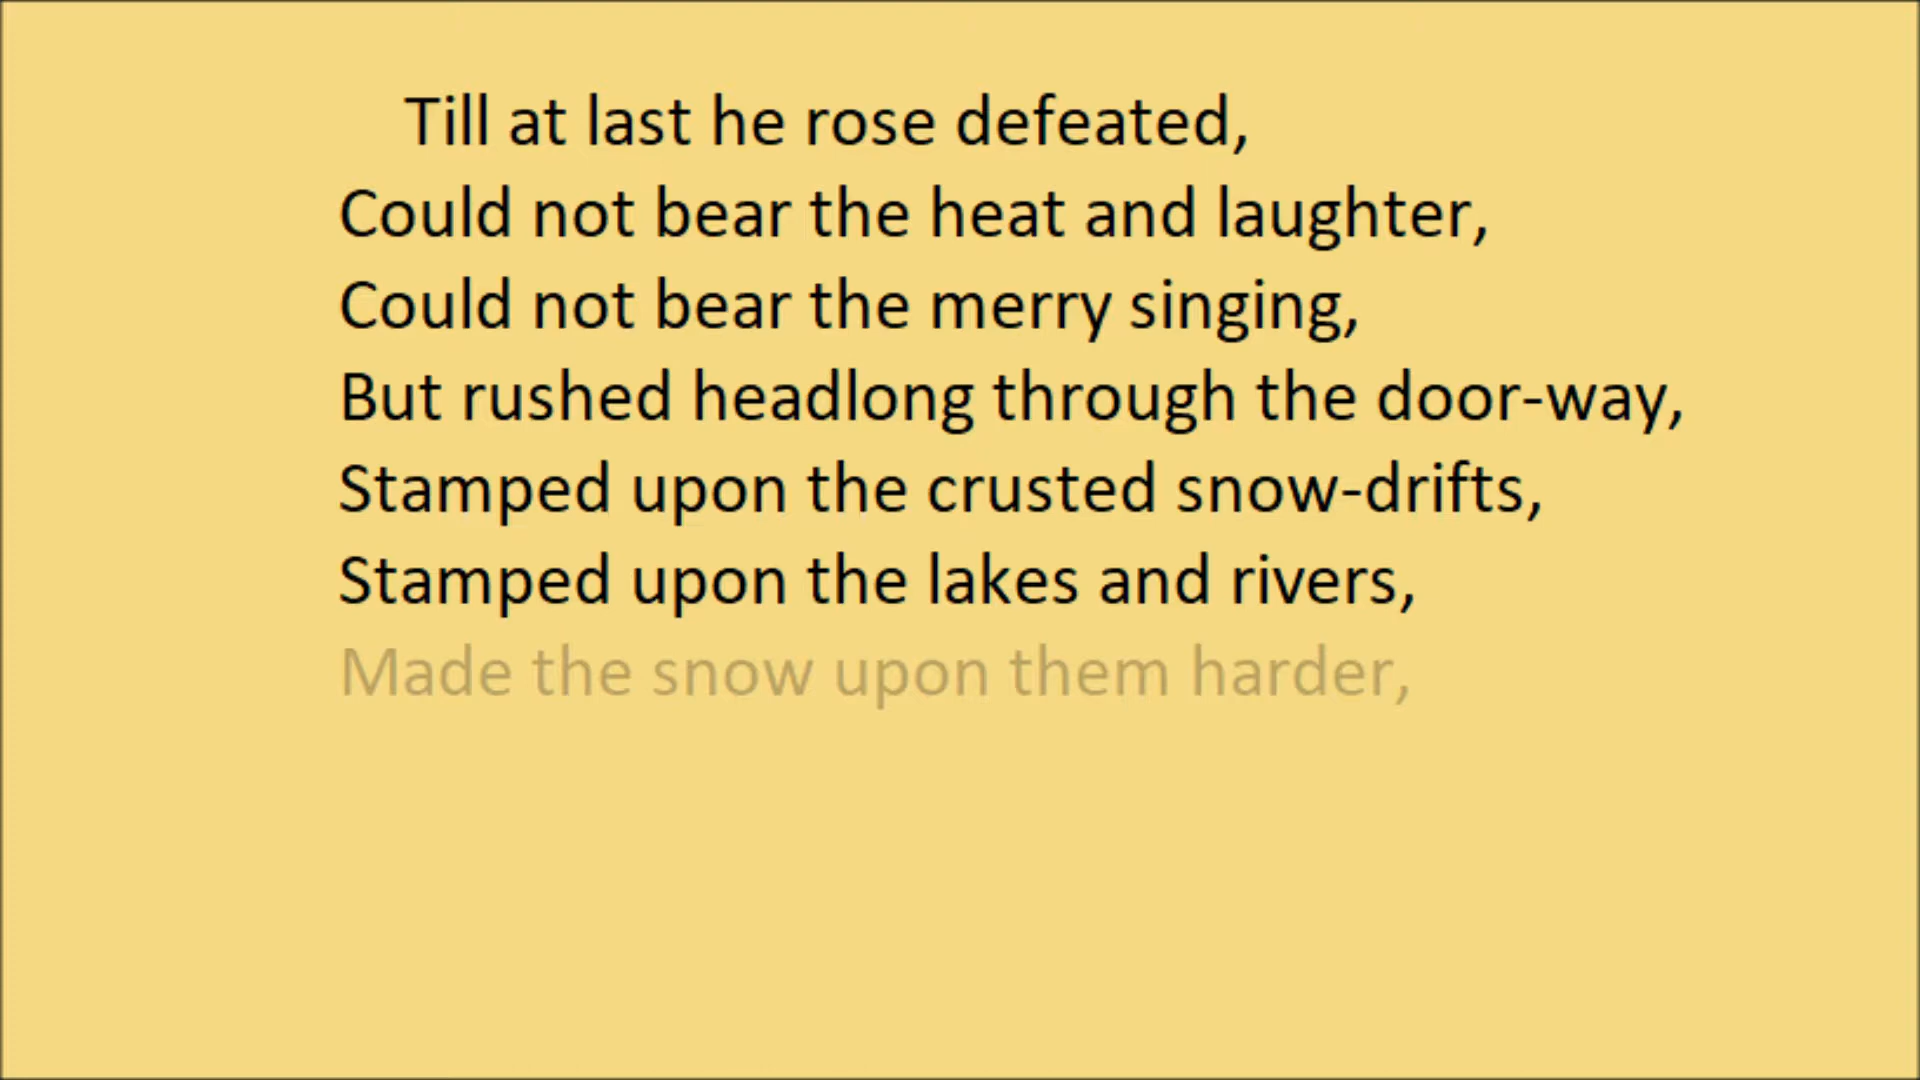 Till at last he rose defeated,
Could not bear the heat and laughter,
Could not bear the merry singing,
But rushed headlong through the door-way,
Stamped upon the crusted snow-drifts,
Stamped upon the lakes and rivers,
Made the snow upon them harder,